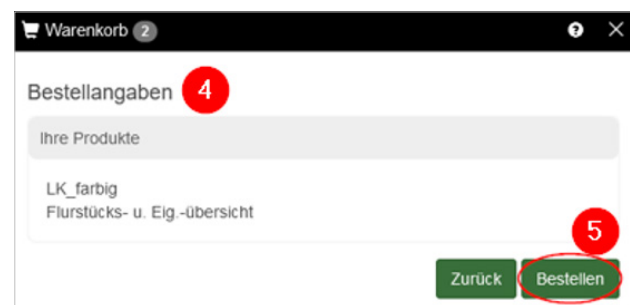 Warenkorb 2
Bestellangaben 4
Ihre Produkte
LK_farbig
Flurstücks- u. Eig.-übersicht
5
Zurück Bestellen